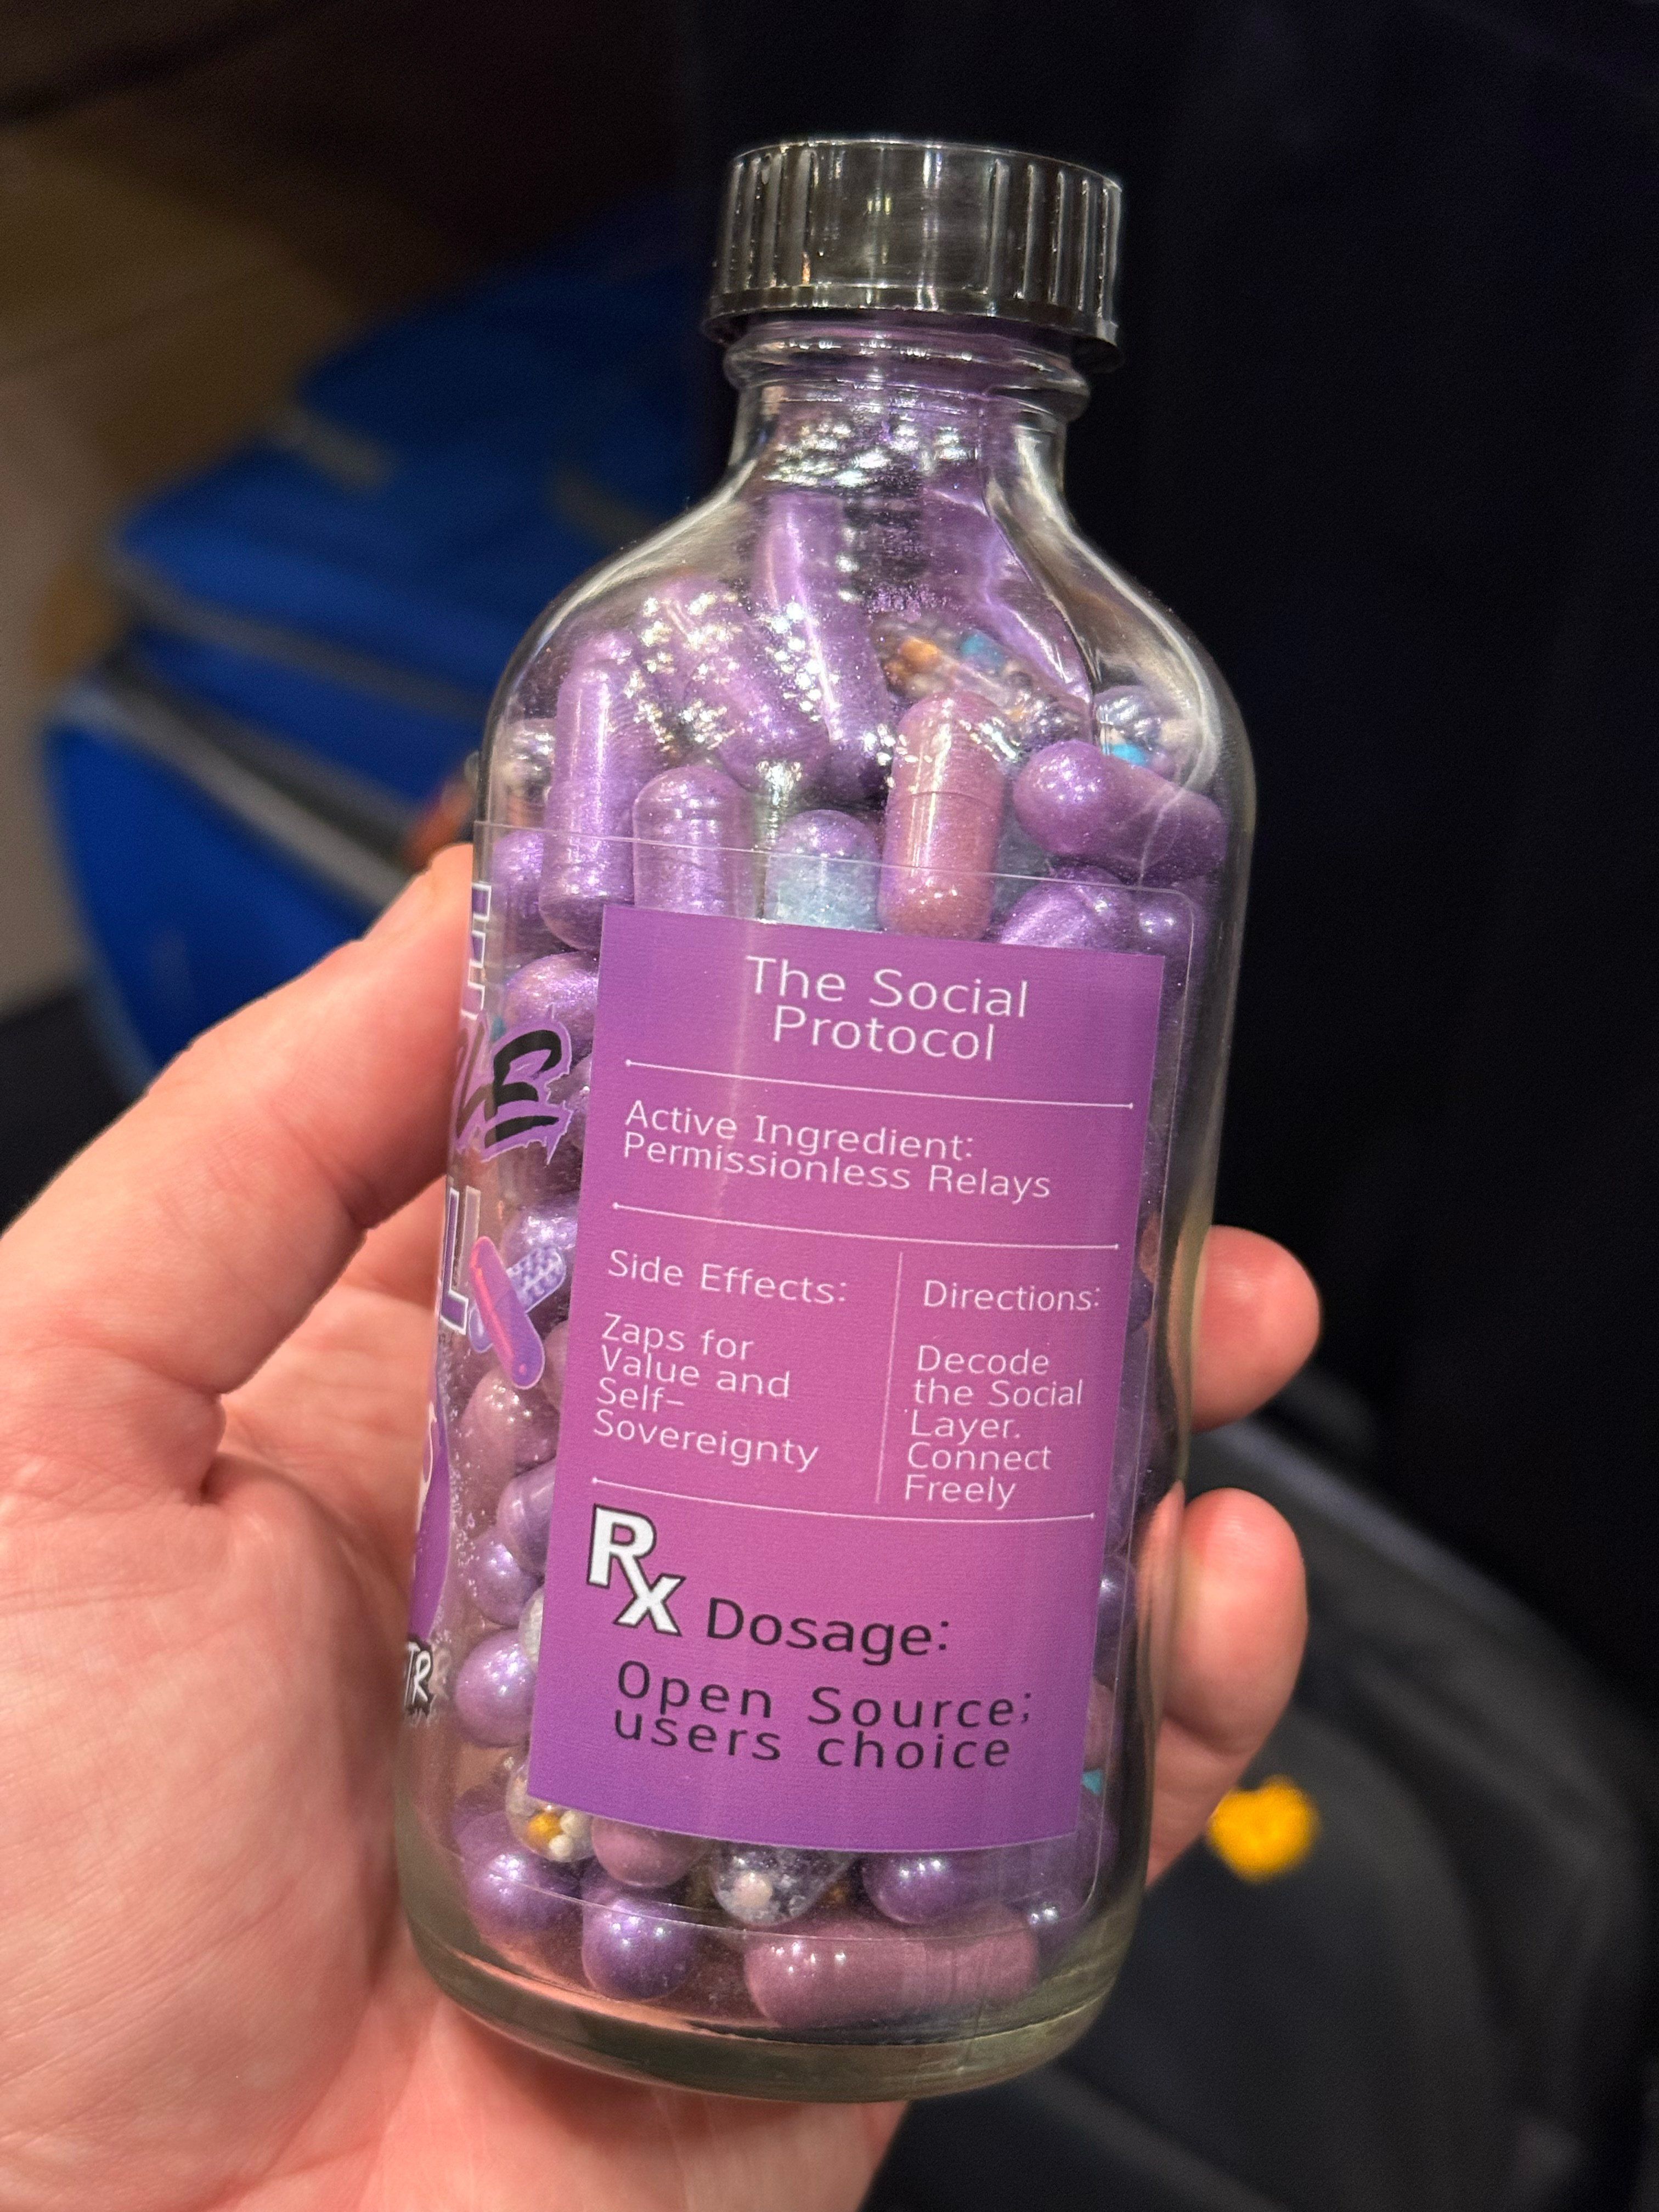 The Social
Protocol
Active Ingredient:
Permissionless Relays
Side Effects:
Zaps for
Value and
Self-
Sovereignty
Directions:
Decode
the Social
Layer.
Connect
Freely
Rx Dosage:
Open Source;
users choice